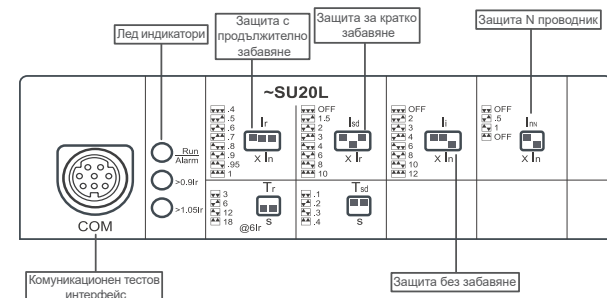 Лед индикатори
Защита с
продължително
забавяне
Защита за кратко
забавяне
Защита N проводник
~SU20L
.4
.5
.6
.7
.8
.9
.95
1
Ir
x In
OFF
1.5
2
3
4
6
8
10
Isd
x Ir
OFF
2
3
4
6
8
10
12
Ii
x In
OFF
.5
1
OFF
InN
x In
Run
Alarm
>0.9Ir
>1.05Ir
COM
3
6
12
18
Tr
s
@6Ir
.1
.2
.3
.4
Tsd
s
Комуникационен тестов
интерфейс
Защита без забавяне